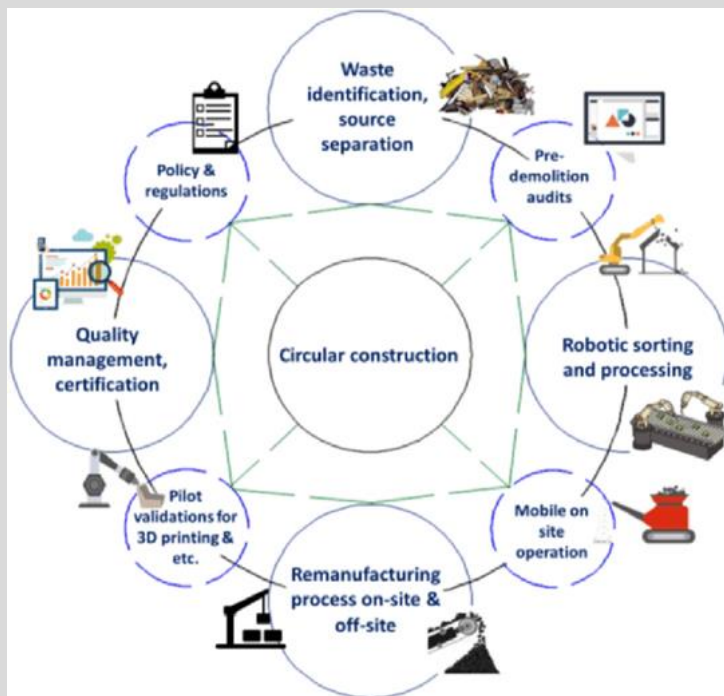 Waste
identification,
source
separation
Policy &
regulations
Pre-
demolition
audits
Quality
management,
certification
Circular construction
Robotic sorting
and processing
Pilot
validations for
3D printing &
etc.
Mobile on
site
operation
Remanufacturing
process on-site &
off-site